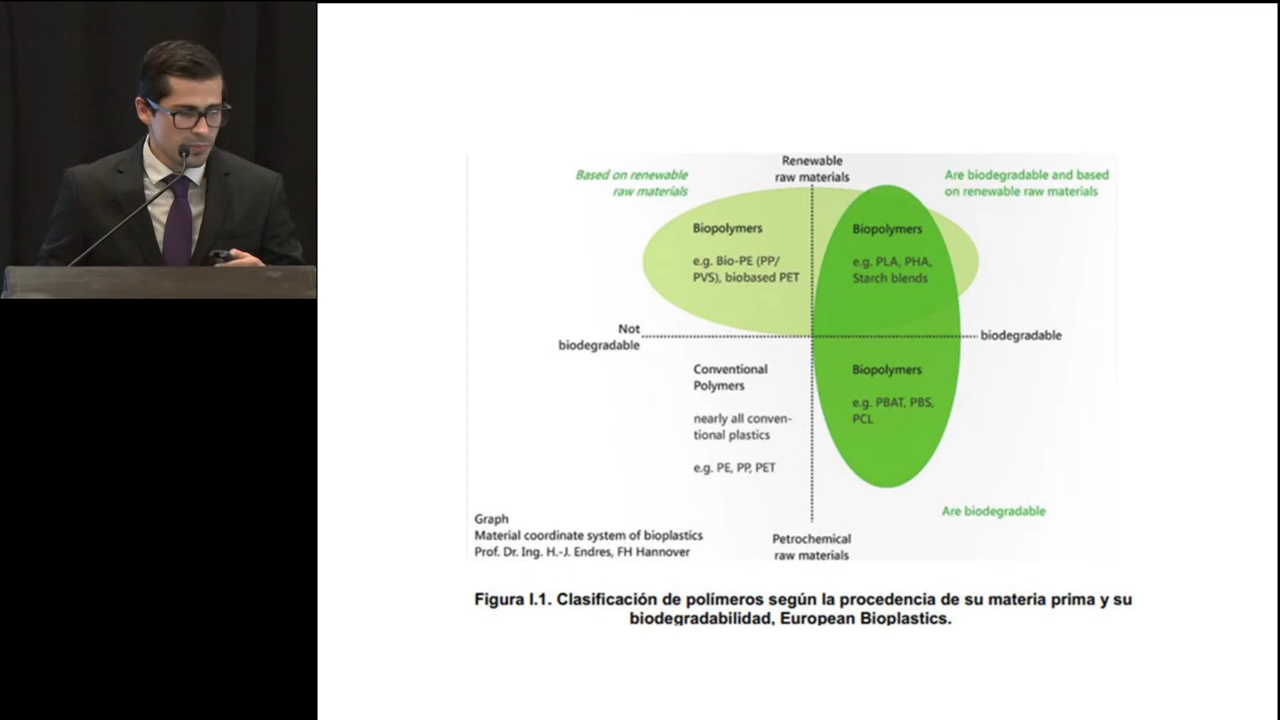 Renewable
raw materials
Based on renewable
raw materials
Are biodegradable and based
on renewable raw materials
Biopolymers
e.g. Bio-PE (PP/
PVS), biobased PET
Biopolymers
e.g. PLA, PHA,
Starch blends
Not
biodegradable
biodegradable
Conventional
Polymers
nearly all conven-
tional plastics
e.g. PE, PP, PET
Biopolymers
e.g. PBAT, PBS,
PCL
Are biodegradable
Graph
Material coordinate system of bioplastics
Prof. Dr. Ing. H.-J. Endres, FH Hannover
Petrochemical
raw materials
Figura I.1. Clasificación de polímeros según la procedencia de su materia prima y su
biodegradabilidad, European Bioplastics.